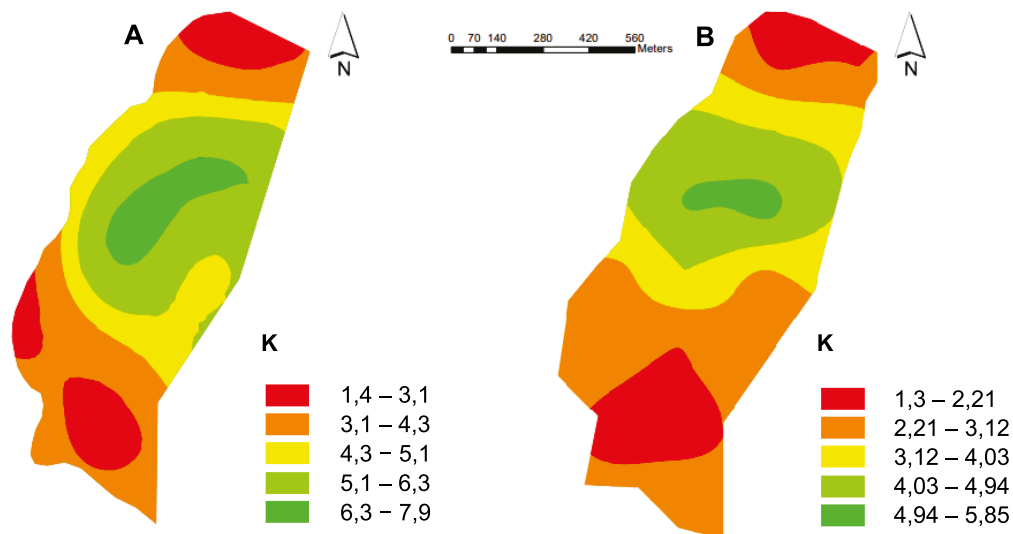 A
N
0 70 140 280 420 560
Meters
B
N
K
1,4 – 3,1
3,1 – 4,3
4,3 – 5,1
5,1 – 6,3
6,3 – 7,9
K
1,3 – 2,21
2,21 – 3,12
3,12 – 4,03
4,03 – 4,94
4,94 – 5,85